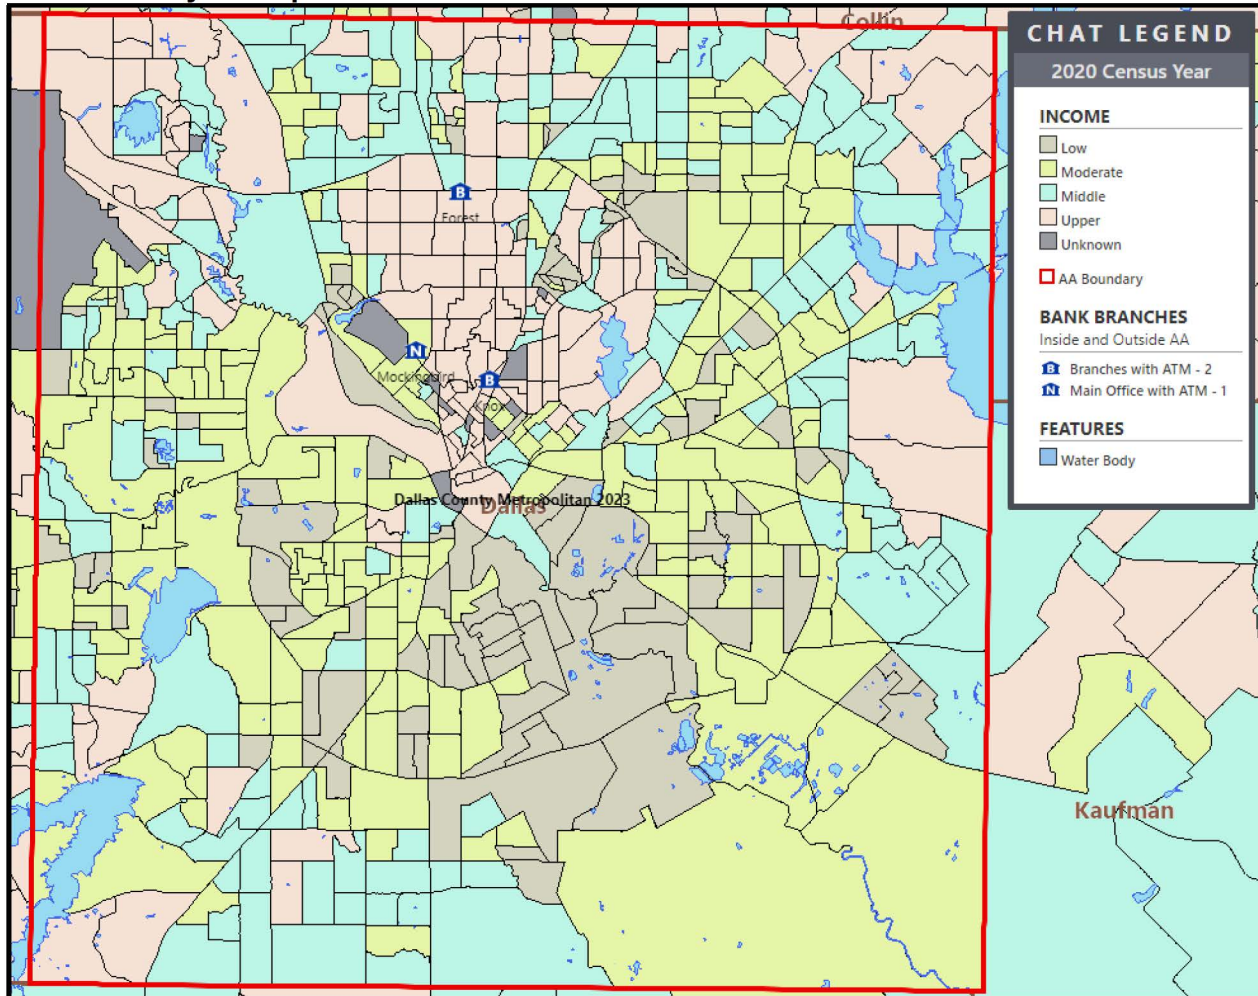 Collin
CHAT LEGEND
2020 Census Year
INCOME
Low
Moderate
Middle
Upper
Unknown
AA Boundary
BANK BRANCHES
Inside and Outside AA
B Branches with ATM - 2
N Main Office with ATM - 1
FEATURES
Water Body
B
Forest
N
Mockingbird
B
Knox
Dallas County Metropolitan 2023
Dallas
Kaufman